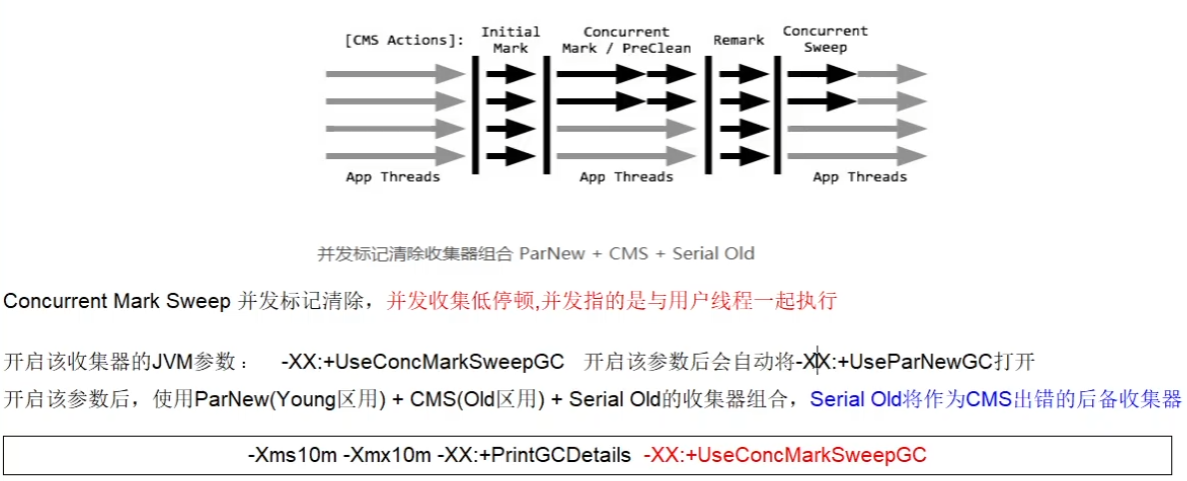 [CMS Actions]:
Initial Mark
Concurrent Mark / PreClean
Remark
Concurrent Sweep
App Threads
App Threads
App Threads
并发标记清除收集器组合 ParNew + CMS + Serial Old
Concurrent Mark Sweep 并发标记清除，并发收集低停顿,并发指的是与用户线程一起执行
开启该收集器的JVM参数： -XX:+UseConcMarkSweepGC 开启该参数后会自动将-XX:+UseParNewGC打开
开启该参数后，使用ParNew(Young区用) + CMS(Old区用) + Serial Old的收集器组合，Serial Old将作为CMS出错的后备收集器
-Xms10m -Xmx10m -XX:+PrintGCDetails -XX:+UseConcMarkSweepGC